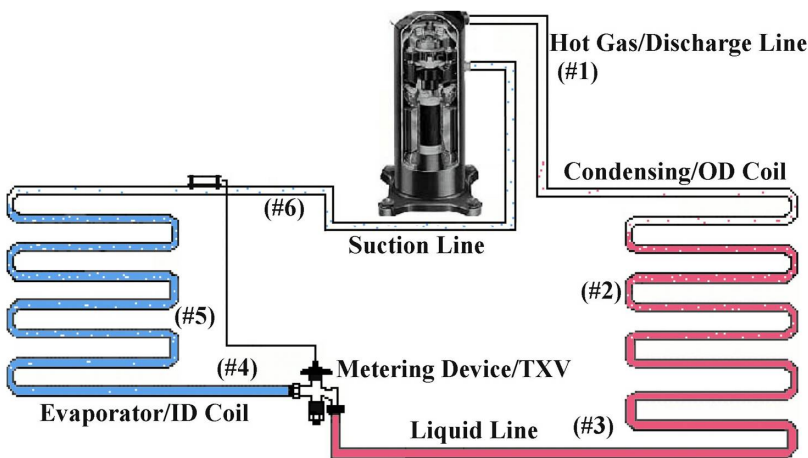 Hot Gas/Discharge Line
(#1)
Condensing/OD Coil
(#6)
Suction Line
(#2)
(#5)
(#4)
Metering Device/TXV
Evaporator/ID Coil
Liquid Line
(#3)